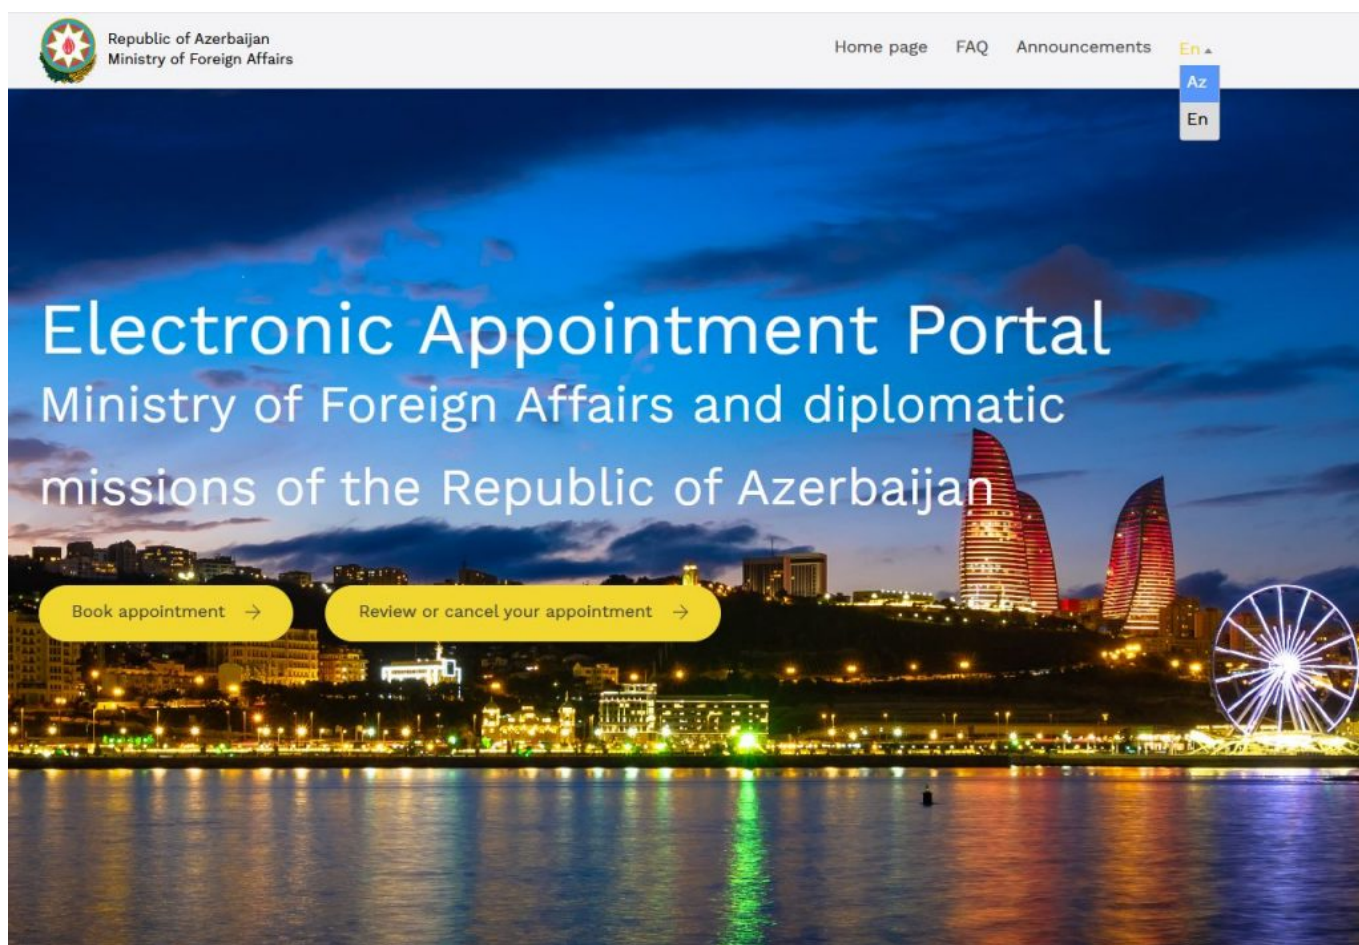 Republic of Azerbaijan
Ministry of Foreign Affairs
Home page FAQ Announcements En
Az
En
Electronic Appointment Portal
Ministry of Foreign Affairs and diplomatic
missions of the Republic of Azerbaijan
Book appointment → Review or cancel your appointment →